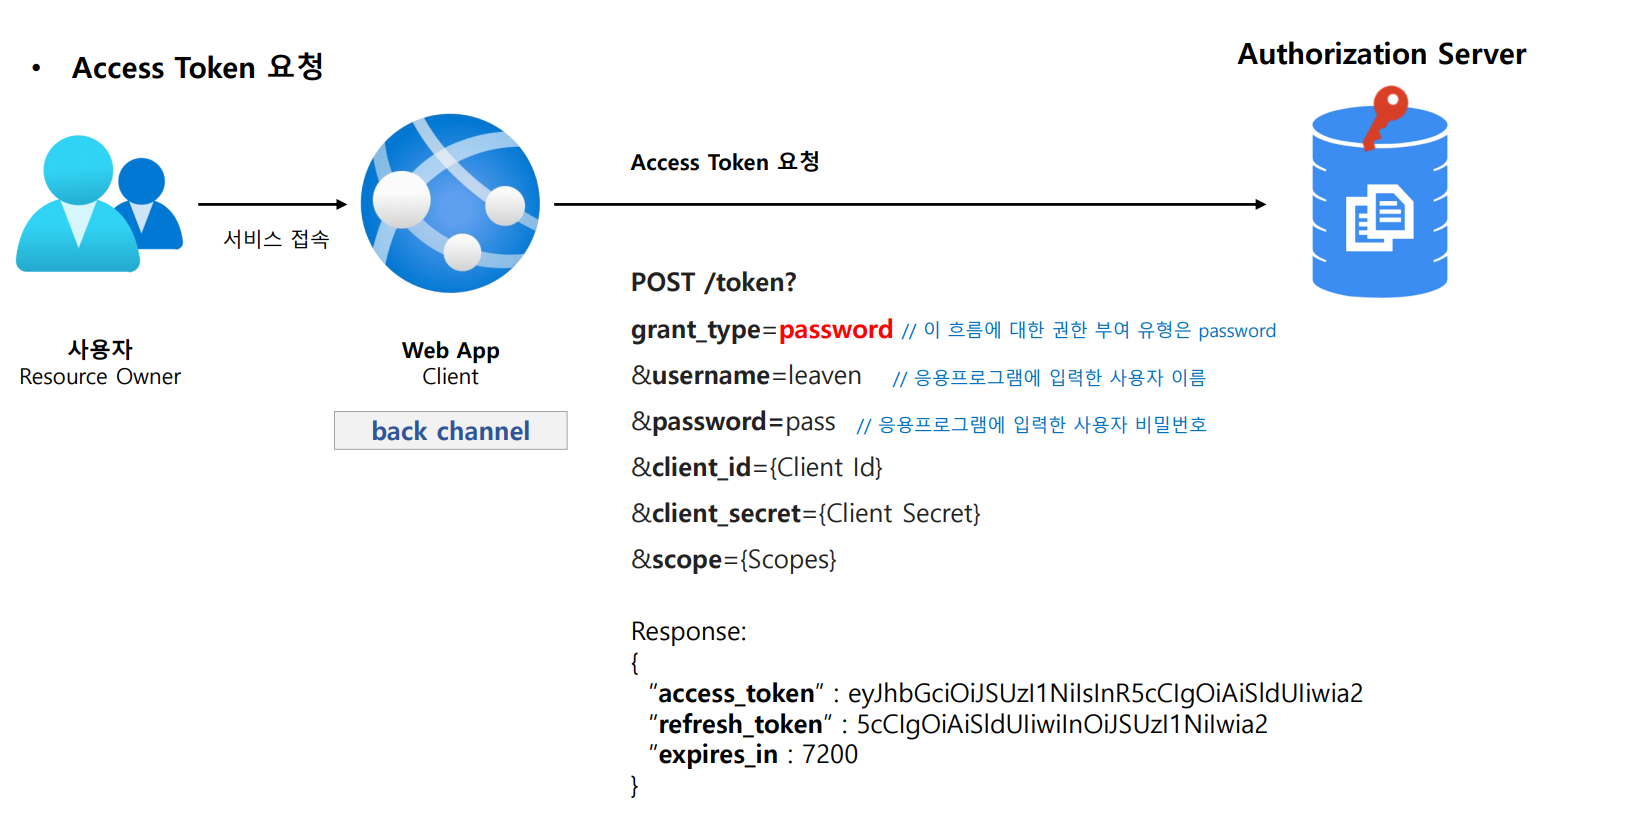 • Access Token 요청
Authorization Server
Access Token 요청
서비스 접속
POST /token?
grant_type=password // 이 흐름에 대한 권한 부여 유형은 password
사용자
Resource Owner
Web App
Client
&username=leaven // 응용프로그램에 입력한 사용자 이름
&password=pass // 응용프로그램에 입력한 사용자 비밀번호
back channel
&client_id={Client Id}
&client_secret={Client Secret}
&scope={Scopes}
Response:
{
“access_token” : eyJhbGciOiJSUzI1NiIsInR5cCIgOiAiSldUIiwia2
“refresh_token” : 5cCIgOiAiSldUIiwiInOiJSUzI1NiIwia2
“expires_in : 7200
}